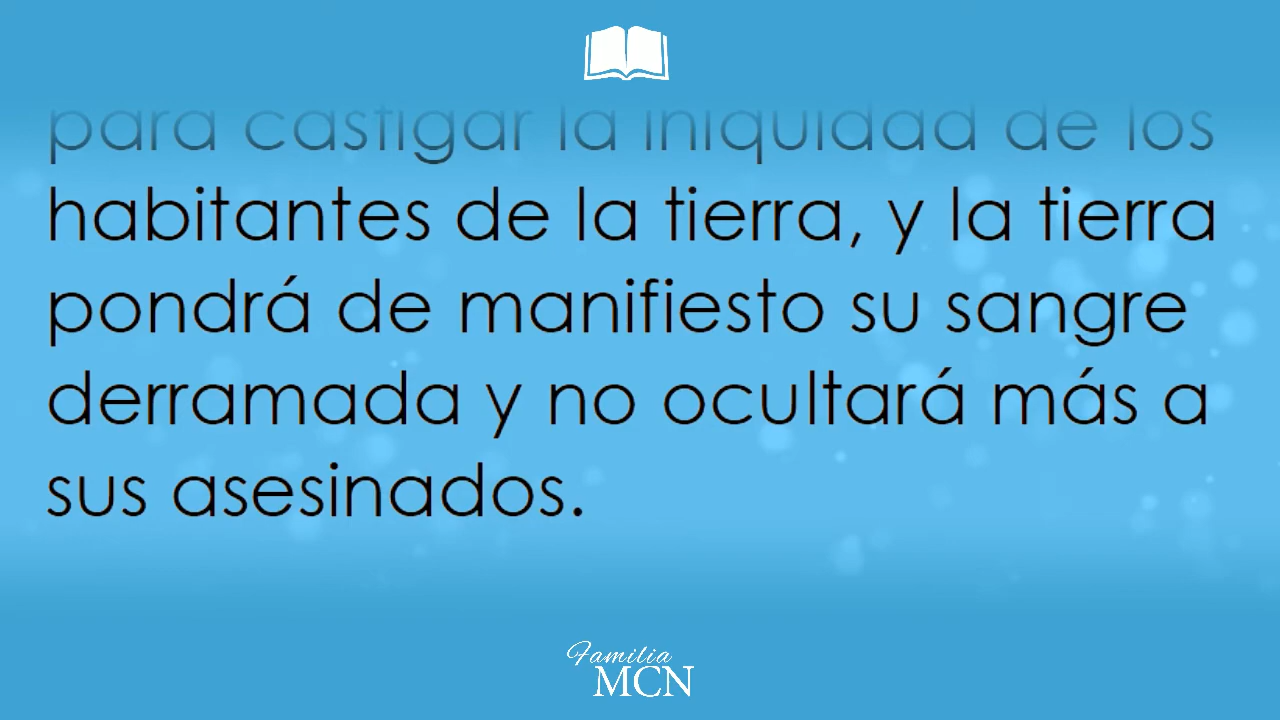 para castigar la iniquidad de los
habitantes de la tierra, y la tierra
pondrá de manifiesto su sangre
derramada y no ocultará más a
sus asesinados.
Familia
MCN